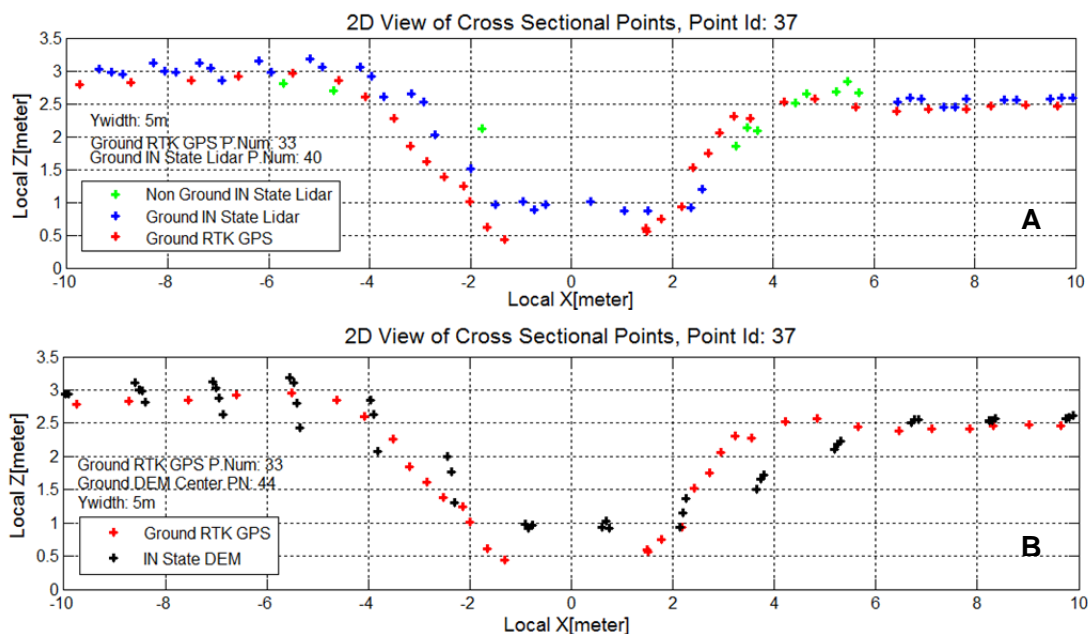 2D View of Cross Sectional Points, Point Id: 37
3.5
3
2.5
2
1.5
1
0.5
0
Local Z[meter]
Ywidth: 5m
Ground RTK GPS P.Num: 33
Ground IN State Lidar P.Num: 40
Non Ground IN State Lidar
Ground IN State Lidar
Ground RTK GPS
A
-10 -8 -6 -4 -2 0 2 4 6 8 10
Local X[meter]
2D View of Cross Sectional Points, Point Id: 37
3.5
3
2.5
2
1.5
1
0.5
0
Local Z[meter]
Ground RTK GPS P.Num: 33
Ground DEM Center PN: 44
Ywidth: 5m
Ground RTK GPS
IN State DEM
B
-10 -8 -6 -4 -2 0 2 4 6 8 10
Local X[meter]